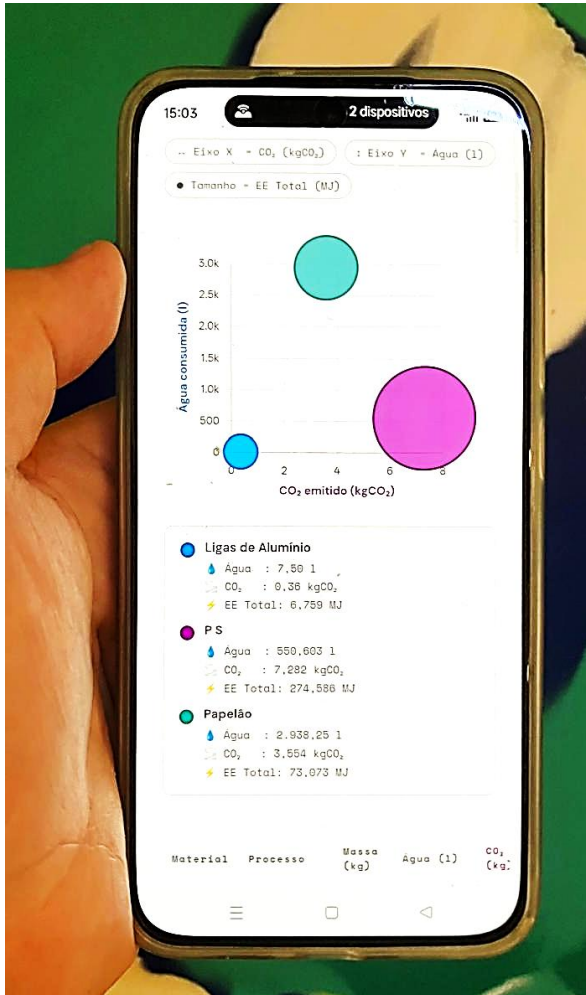 15:03
2 dispositivos
↔ Eixo X - CO₂ (kgCO₂)
: Eixo Y - Água (l)
● Tamanho - EE Total (MJ)
3.0k
2.5k
2.0k
1.5k
1.0k
500
0
Água consumida (l)
0 2 4 6 8
CO₂ emitido (kgCO₂)
Ligas de Alumínio
Água : 7,50 l
CO₂ : 0,36 kgCO₂
EE Total: 6,759 MJ
PS
Água : 550,603 l
CO₂ : 7,282 kgCO₂
EE Total: 274,586 MJ
Papelão
Água : 2.938,25 l
CO₂ : 3,554 kgCO₂
EE Total: 73,073 MJ
Material Processo Massa (kg) Água (l) CO₂ (kg